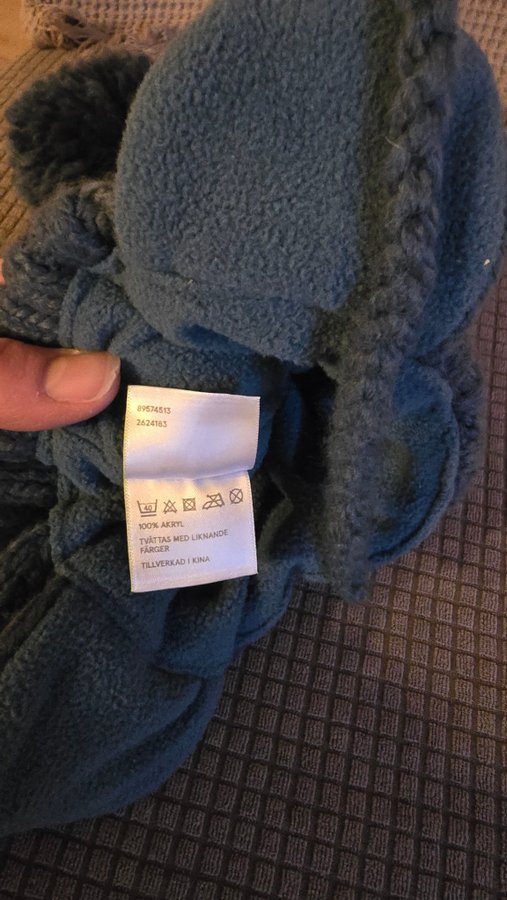 89574513
2624183
40
100% AKRYL
TVÄTTAS MED LIKNANDE
FÄRGER
TILLVERKAD I KINA